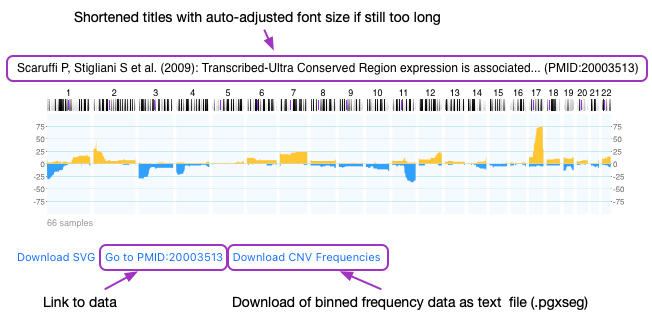 Shortened titles with auto-adjusted font size if still too long
Scaruffi P, Stigliani S et al. (2009): Transcribed-Ultra Conserved Region expression is associated... (PMID:20003513)
1 2 3 4 5 6 7 8 9 10 11 12 13 14 15 16 17 18 19 20 21 22
75 75
50 50
25 25
0 0
-25 -25
-50 -50
-75 -75
66 samples
Download SVG Go to PMID:20003513 Download CNV Frequencies
Link to data Download of binned frequency data as text file (.pgxseg)